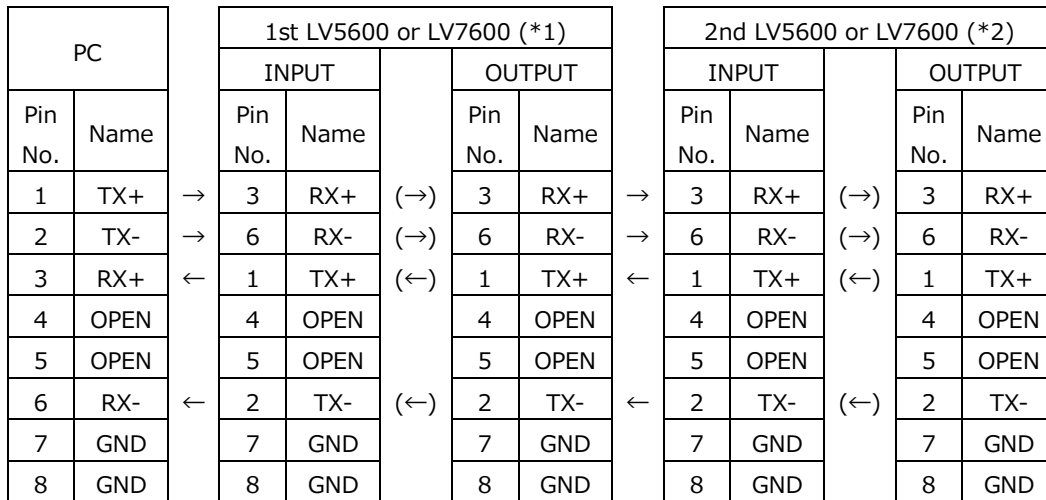 PC 1st LV5600 or LV7600 (*1) 2nd LV5600 or LV7600 (*2)
INPUT OUTPUT INPUT OUTPUT
Pin No. Name Pin No. Name Pin No. Name Pin No. Name Pin No. Name
1 TX+ → 3 RX+ (→) 3 RX+ → 3 RX+ (→) 3 RX+
2 TX- → 6 RX- (→) 6 RX- → 6 RX- (→) 6 RX-
3 RX+ ← 1 TX+ (←) 1 TX+ ← 1 TX+ (←) 1 TX+
4 OPEN 4 OPEN 4 OPEN 4 OPEN 4 OPEN
5 OPEN 5 OPEN 5 OPEN 5 OPEN 5 OPEN
6 RX- ← 2 TX- (←) 2 TX- ← 2 TX- (←) 2 TX-
7 GND 7 GND 7 GND 7 GND 7 GND
8 GND 8 GND 8 GND 8 GND 8 GND